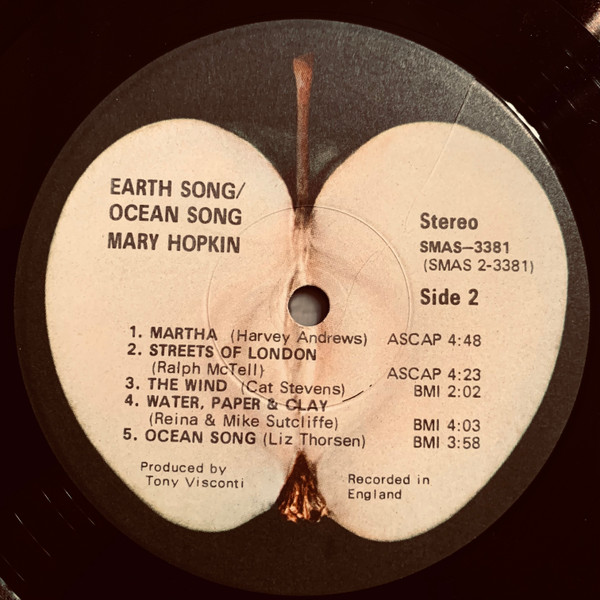 EARTH SONG/
OCEAN SONG
MARY HOPKIN
Stereo
SMAS—3381
(SMAS 2-3381)
Side 2
1. MARTHA (Harvey Andrews) ASCAP 4:48
2. STREETS OF LONDON
(Ralph McTell) ASCAP 4:23
3. THE WIND (Cat Stevens) BMI 2:02
4. WATER, PAPER & CLAY
(Reina & Mike Sutcliffe) BMI 4:03
5. OCEAN SONG (Liz Thorsen) BMI 3:58
Produced by
Tony Visconti
Recorded in
England